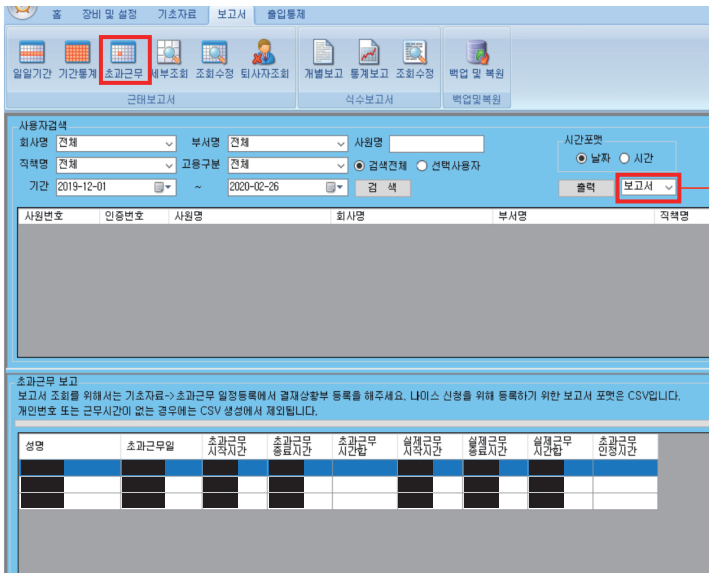 홈 장비 및 설정 기초자료 보고서 출입통제
일일기간 기간통계 초과근무 세부조회 조회수정 퇴사자조회 개별보고 통계보고 조회수정 백업 및 복원
근태보고서 식수보고서 백업및복원
사용자검색
회사명 전체 부서명 전체 사원명 시간포맷
직책명 전체 고용구분 전체 검색전체 선택사용자 날짜 시간
기간 2019-12-01 ~ 2020-02-26 검 색 출력 보고서
사원번호 인증번호 사원명 회사명 부서명 직책명
초과근무 보고
보고서 조회를 위해서는 기초자료->초과근무 일정등록에서 결재상황부 등록을 해주세요. 나이스 신청을 위해 등록하기 위한 보고서 포맷은 CSV입니다.
개인번호 또는 근무시간이 없는 경우에는 CSV 생성에서 제외됩니다.
성명 초과근무일 초과근무 시작시간 초과근무 종료시간 초과근무 시간합 실제근무 시작시간 실제근무 종료시간 실제근무 시간합 초과근무 인정시간